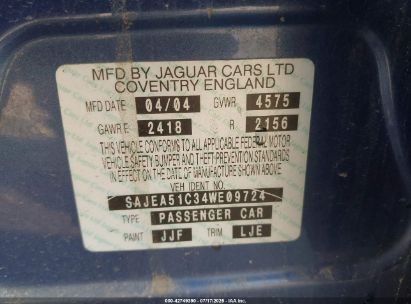 MFD BY JAGUAR CARS LTD
COVENTRY ENGLAND
MFD DATE 04/04 GVWR 4575
GAWR F 2418 R 2156
THIS VEHICLE CONFORMS TO ALL APPLICABLE FEDERAL MOTOR
VEHICLE SAFETY BUMPER AND THEFT PREVENTION STANDARDS
IN EFFECT ON THE DATE OF MANUFACTURE SHOWN ABOVE
VEH IDENT NO.
SAJEA51C34WE09724
TYPE PASSENGER CAR
PAINT JJF TRIM LJE